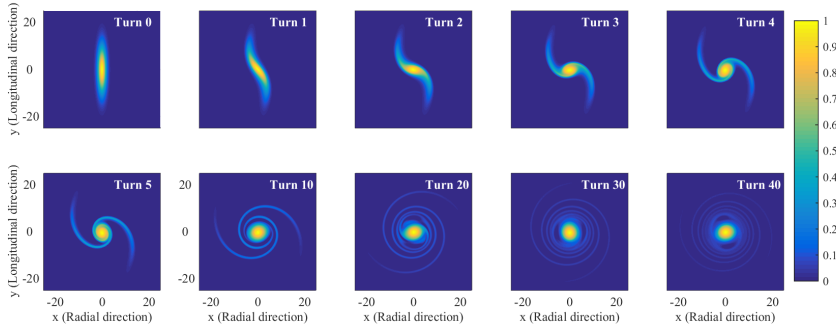 Turn 0
Turn 1
Turn 2
Turn 3
Turn 4
20
0
-20
y (Longitudinal direction)
Turn 5
Turn 10
Turn 20
Turn 30
Turn 40
20
0
-20
y (Longitudinal direction)
-20 0 20
x (Radial direction)
-20 0 20
x (Radial direction)
-20 0 20
x (Radial direction)
-20 0 20
x (Radial direction)
-20 0 20
x (Radial direction)
1
0.9
0.8
0.7
0.6
0.5
0.4
0.3
0.2
0.1
0